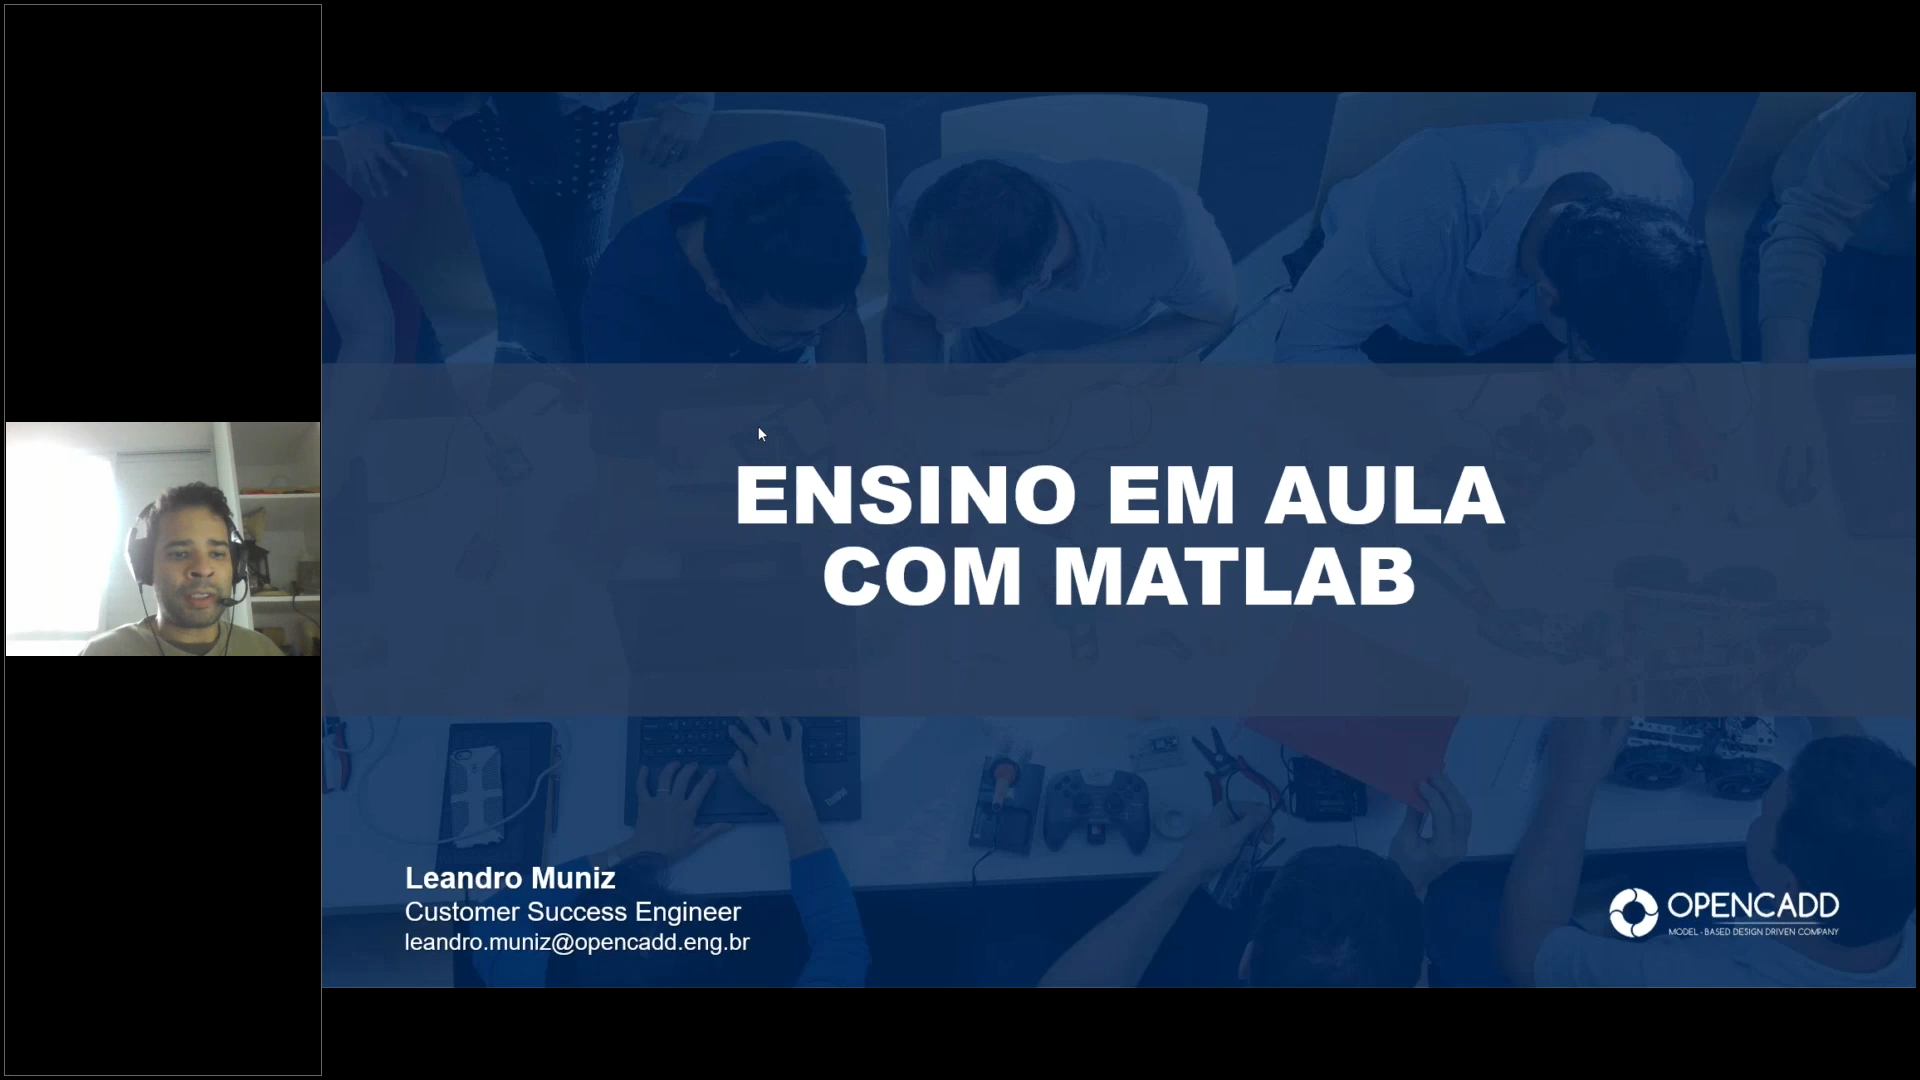 ENSINO EM AULA
COM MATLAB
Leandro Muniz
Customer Success Engineer
leandro.muniz@opencadd.eng.br
OPENCADD
MODEL - BASED DESIGN DRIVEN COMPANY